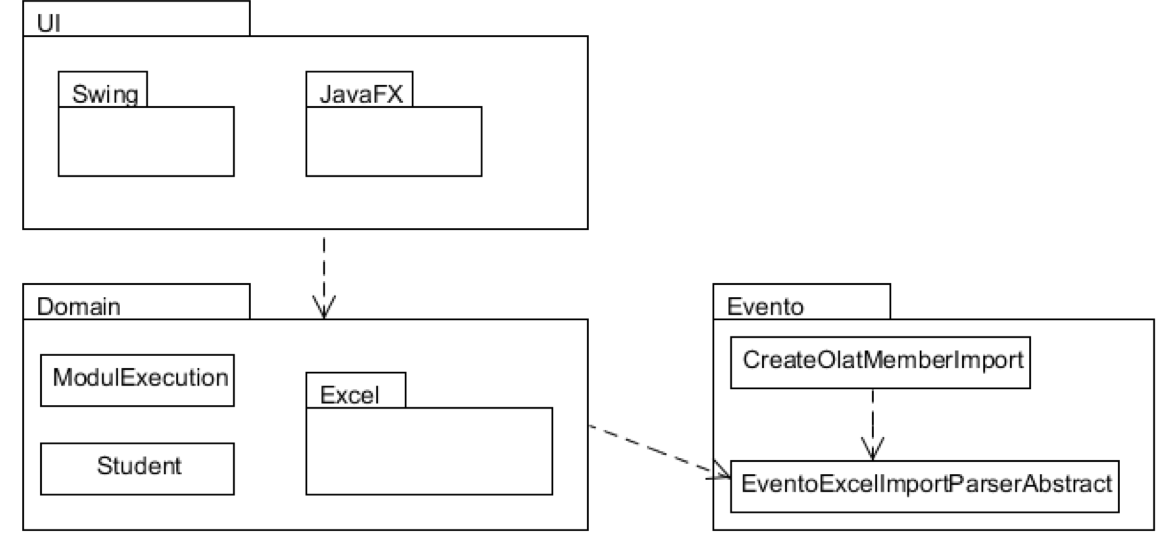 UI
Swing
JavaFX
Domain
ModulExecution
Student
Excel
Evento
CreateOlatMemberImport
EventoExcelImportParserAbstract